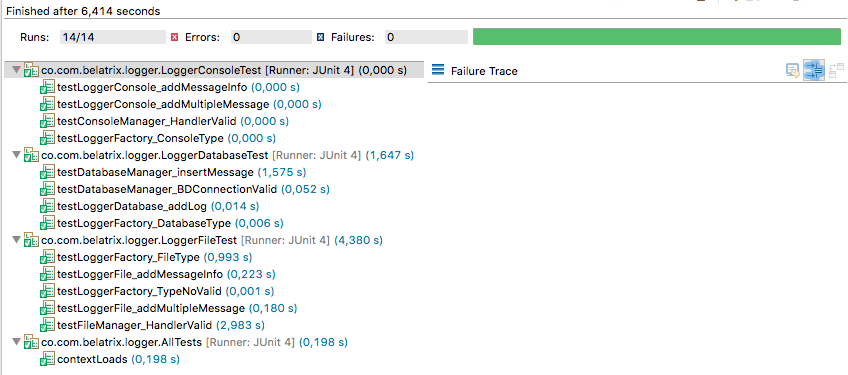 Finished after 6,414 seconds
Runs: 14/14 Errors: 0 Failures: 0
co.com.belatrix.logger.LoggerConsoleTest [Runner: JUnit 4] (0,000 s)
Failure Trace
testLoggerConsole_addMessageInfo (0,000 s)
testLoggerConsole_addMultipleMessage (0,000 s)
testConsoleManager_HandlerValid (0,000 s)
testLoggerFactory_ConsoleType (0,000 s)
co.com.belatrix.logger.LoggerDatabaseTest [Runner: JUnit 4] (1,647 s)
testDatabaseManager_insertMessage (1,575 s)
testDatabaseManager_BDConnectionValid (0,052 s)
testLoggerDatabase_addLog (0,014 s)
testLoggerFactory_DatabaseType (0,006 s)
co.com.belatrix.logger.LoggerFileTest [Runner: JUnit 4] (4,380 s)
testLoggerFactory_FileType (0,993 s)
testLoggerFile_addMessageInfo (0,223 s)
testLoggerFactory_TypeNoValid (0,001 s)
testLoggerFile_addMultipleMessage (0,180 s)
testFileManager_HandlerValid (2,983 s)
co.com.belatrix.logger.AllTests [Runner: JUnit 4] (0,198 s)
contextLoads (0,198 s)